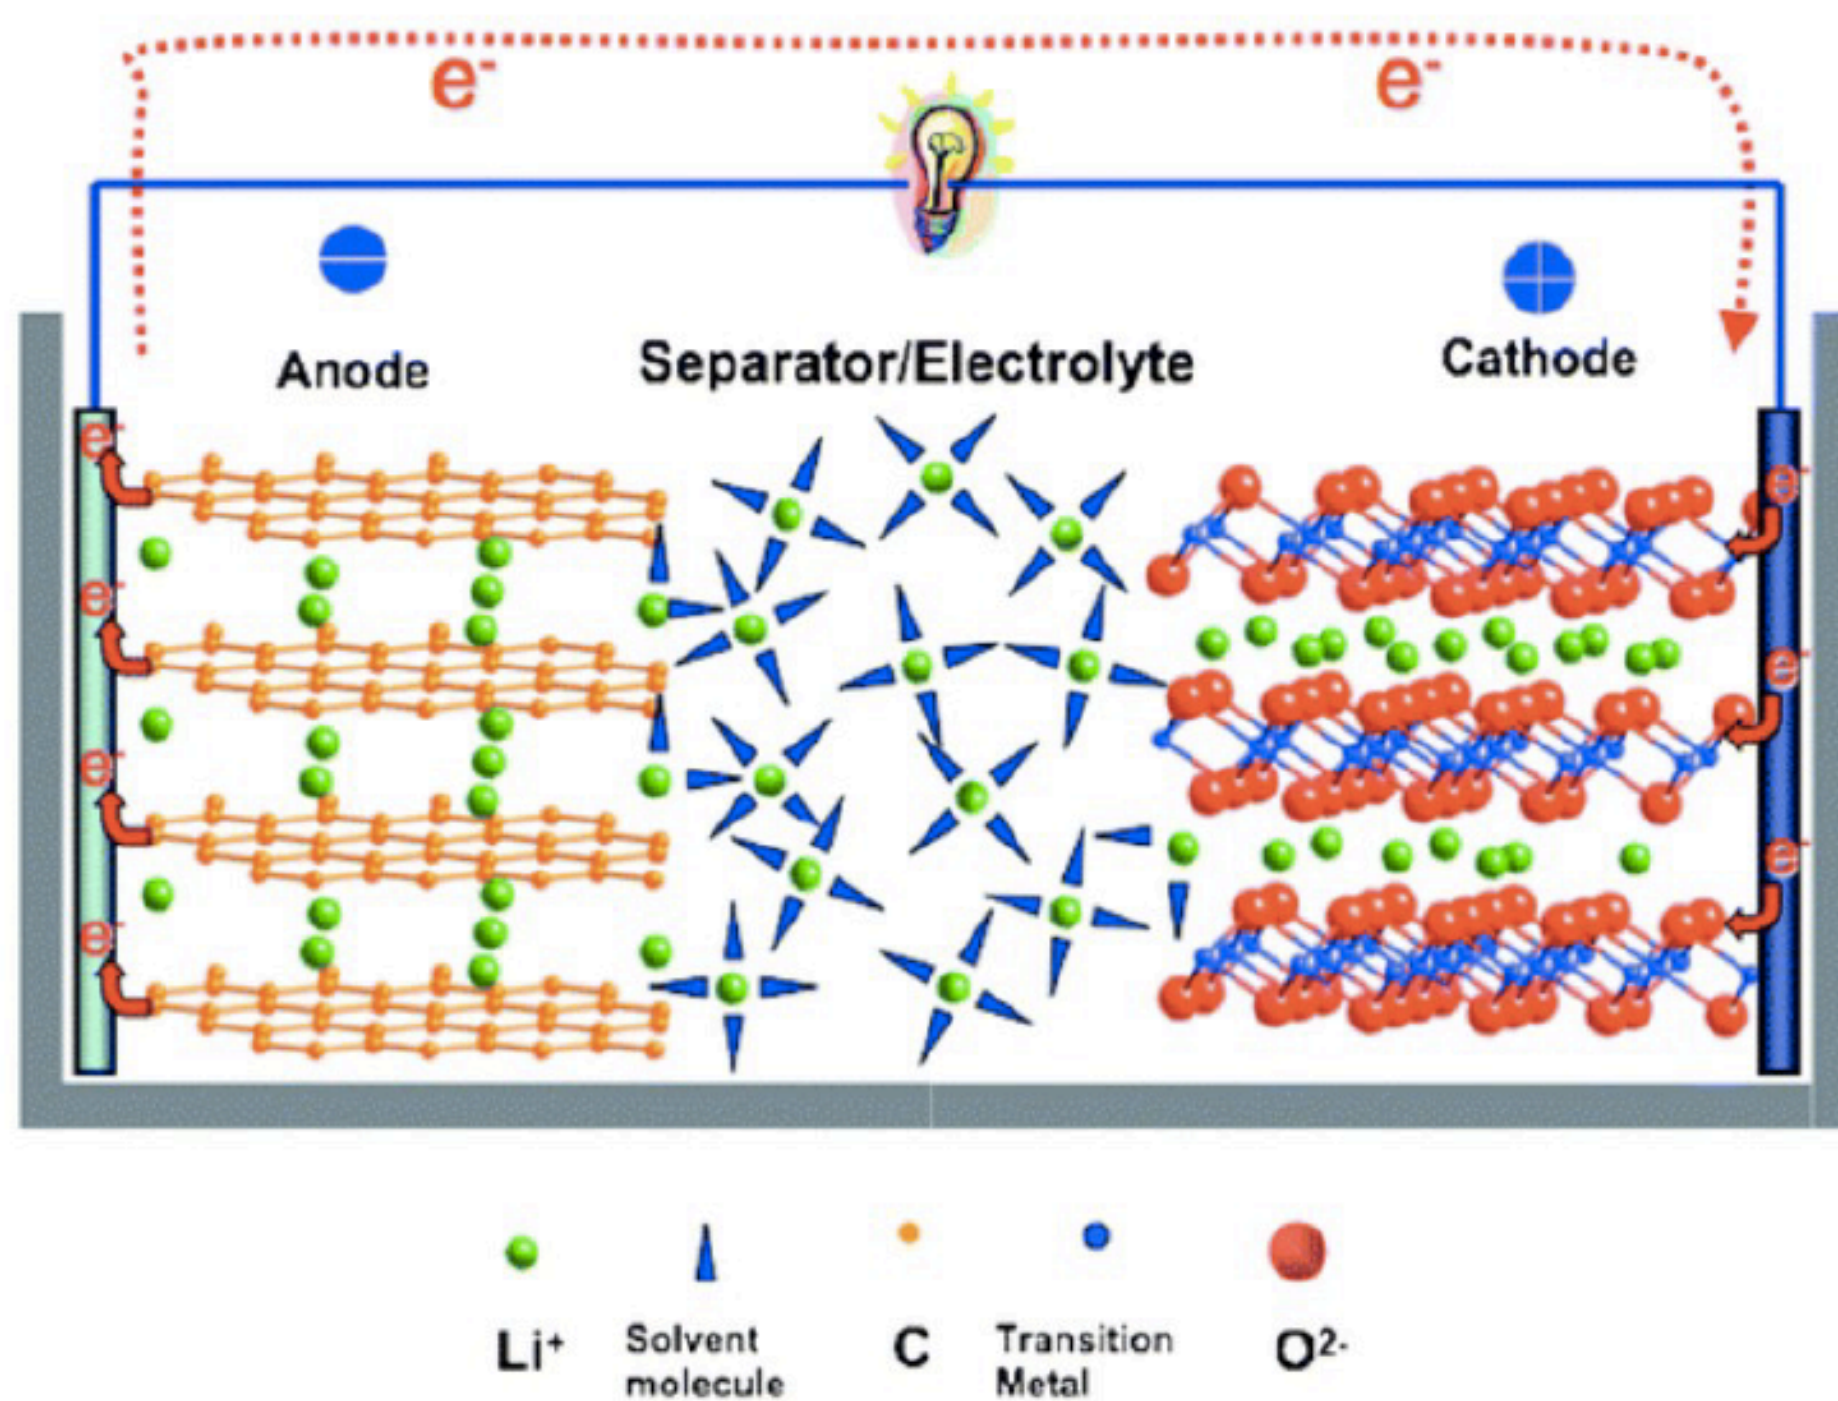 e-
e-
Anode
Separator/Electrolyte
Cathode
e-
e-
e-
e-
e-
e-
e-
Li+
Solvent
molecule
C
Transition
Metal
O2-